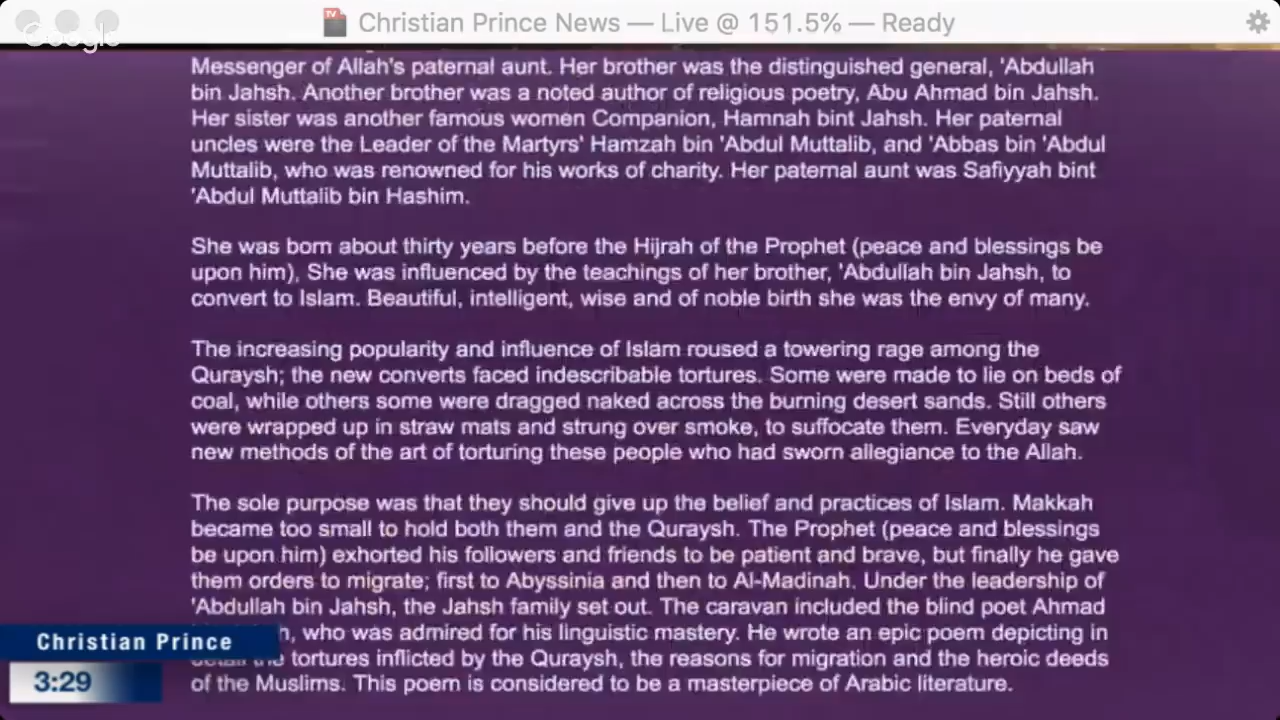 Christian Prince News — Live @ 151.5% — Ready
Google
Messenger of Allah's paternal aunt. Her brother was the distinguished general, 'Abdullah
bin Jahsh. Another brother was a noted author of religious poetry, Abu Ahmad bin Jahsh.
Her sister was another famous women Companion, Hamnah bint Jahsh. Her paternal
uncles were the Leader of the Martyrs' Hamzah bin 'Abdul Muttalib, and 'Abbas bin 'Abdul
Muttalib, who was renowned for his works of charity. Her paternal aunt was Safiyyah bint
'Abdul Muttalib bin Hashim.
She was born about thirty years before the Hijrah of the Prophet (peace and blessings be
upon him), She was influenced by the teachings of her brother, 'Abdullah bin Jahsh, to
convert to Islam. Beautiful, intelligent, wise and of noble birth she was the envy of many.
The increasing popularity and influence of Islam roused a towering rage among the
Quraysh; the new converts faced indescribable tortures. Some were made to lie on beds of
coal, while others some were dragged naked across the burning desert sands. Still others
were wrapped up in straw mats and strung over smoke, to suffocate them. Everyday saw
new methods of the art of torturing these people who had sworn allegiance to the Allah.
The sole purpose was that they should give up the belief and practices of Islam. Makkah
became too small to hold both them and the Quraysh. The Prophet (peace and blessings
be upon him) exhorted his followers and friends to be patient and brave, but finally he gave
them orders to migrate; first to Abyssinia and then to Al-Madinah. Under the leadership of
'Abdullah bin Jahsh, the Jahsh family set out. The caravan included the blind poet Ahmad
, who was admired for his linguistic mastery. He wrote an epic poem depicting in
tortures inflicted by the Quraysh, the reasons for migration and the heroic deeds
of the Muslims. This poem is considered to be a masterpiece of Arabic literature.
Christian Prince
3:29